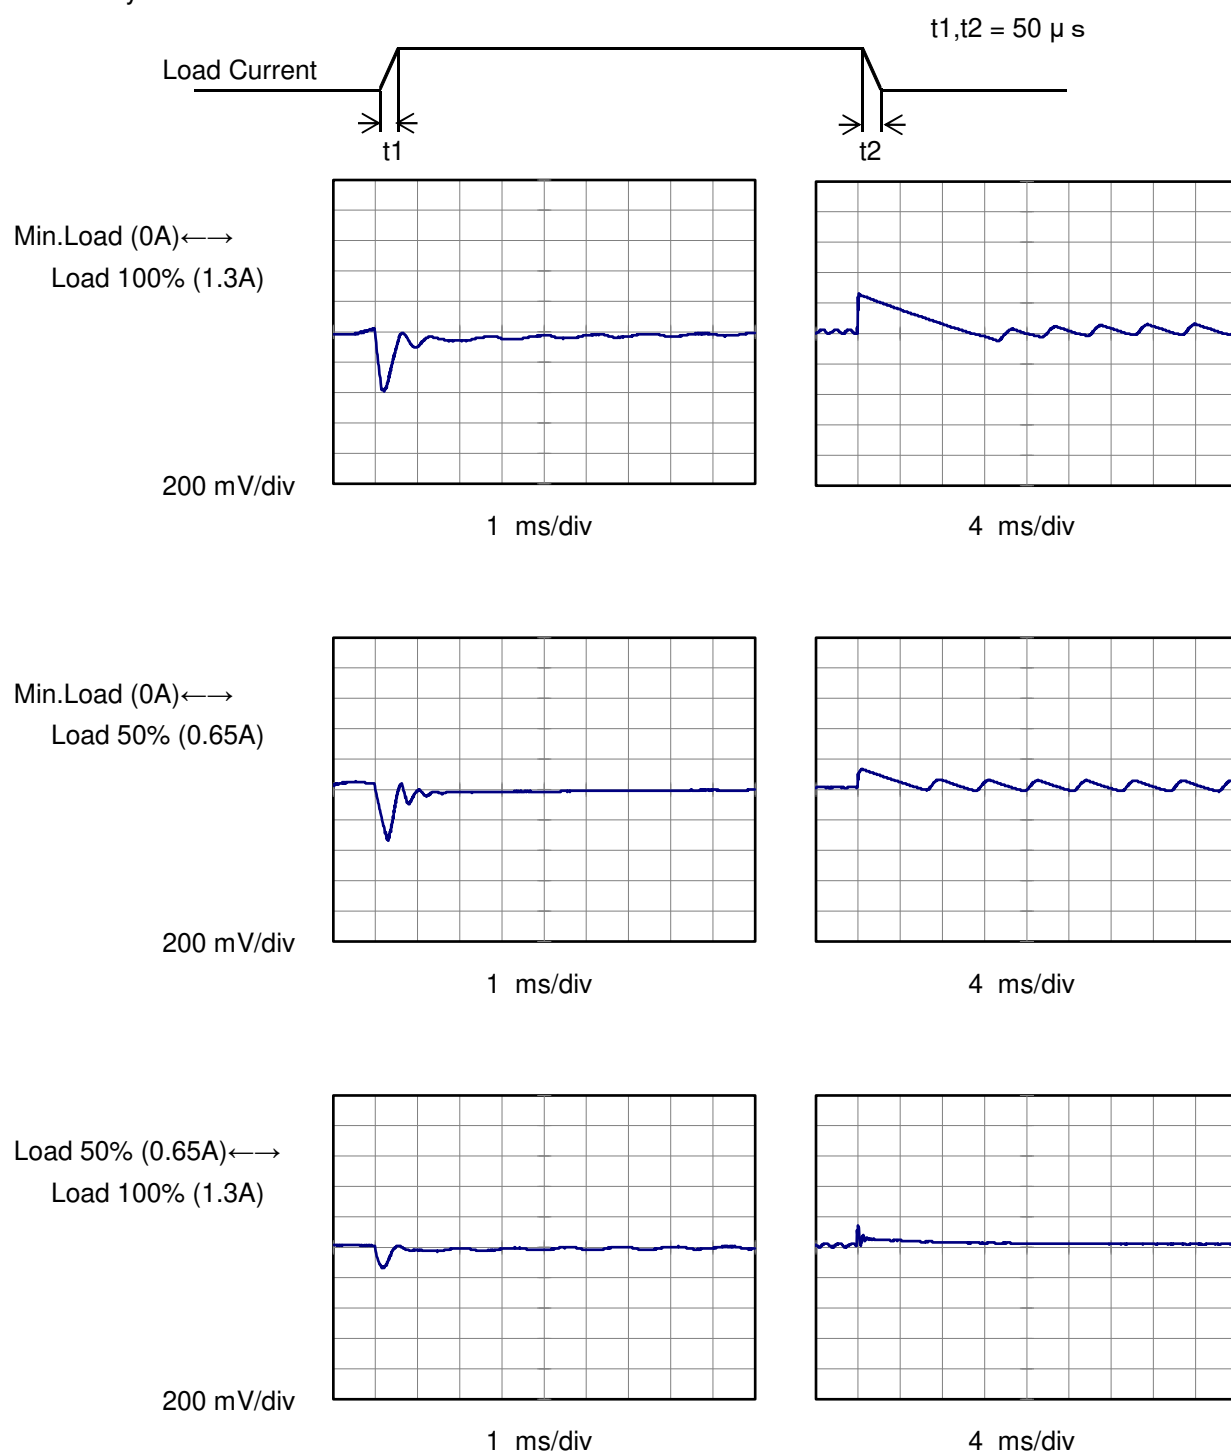 t1,t2 = 50 μ s
Load Current
t1 t2
Min.Load (0A)←→
Load 100% (1.3A)
200 mV/div
1 ms/div 4 ms/div
Min.Load (0A)←→
Load 50% (0.65A)
200 mV/div
1 ms/div 4 ms/div
Load 50% (0.65A)←→
Load 100% (1.3A)
200 mV/div
1 ms/div 4 ms/div